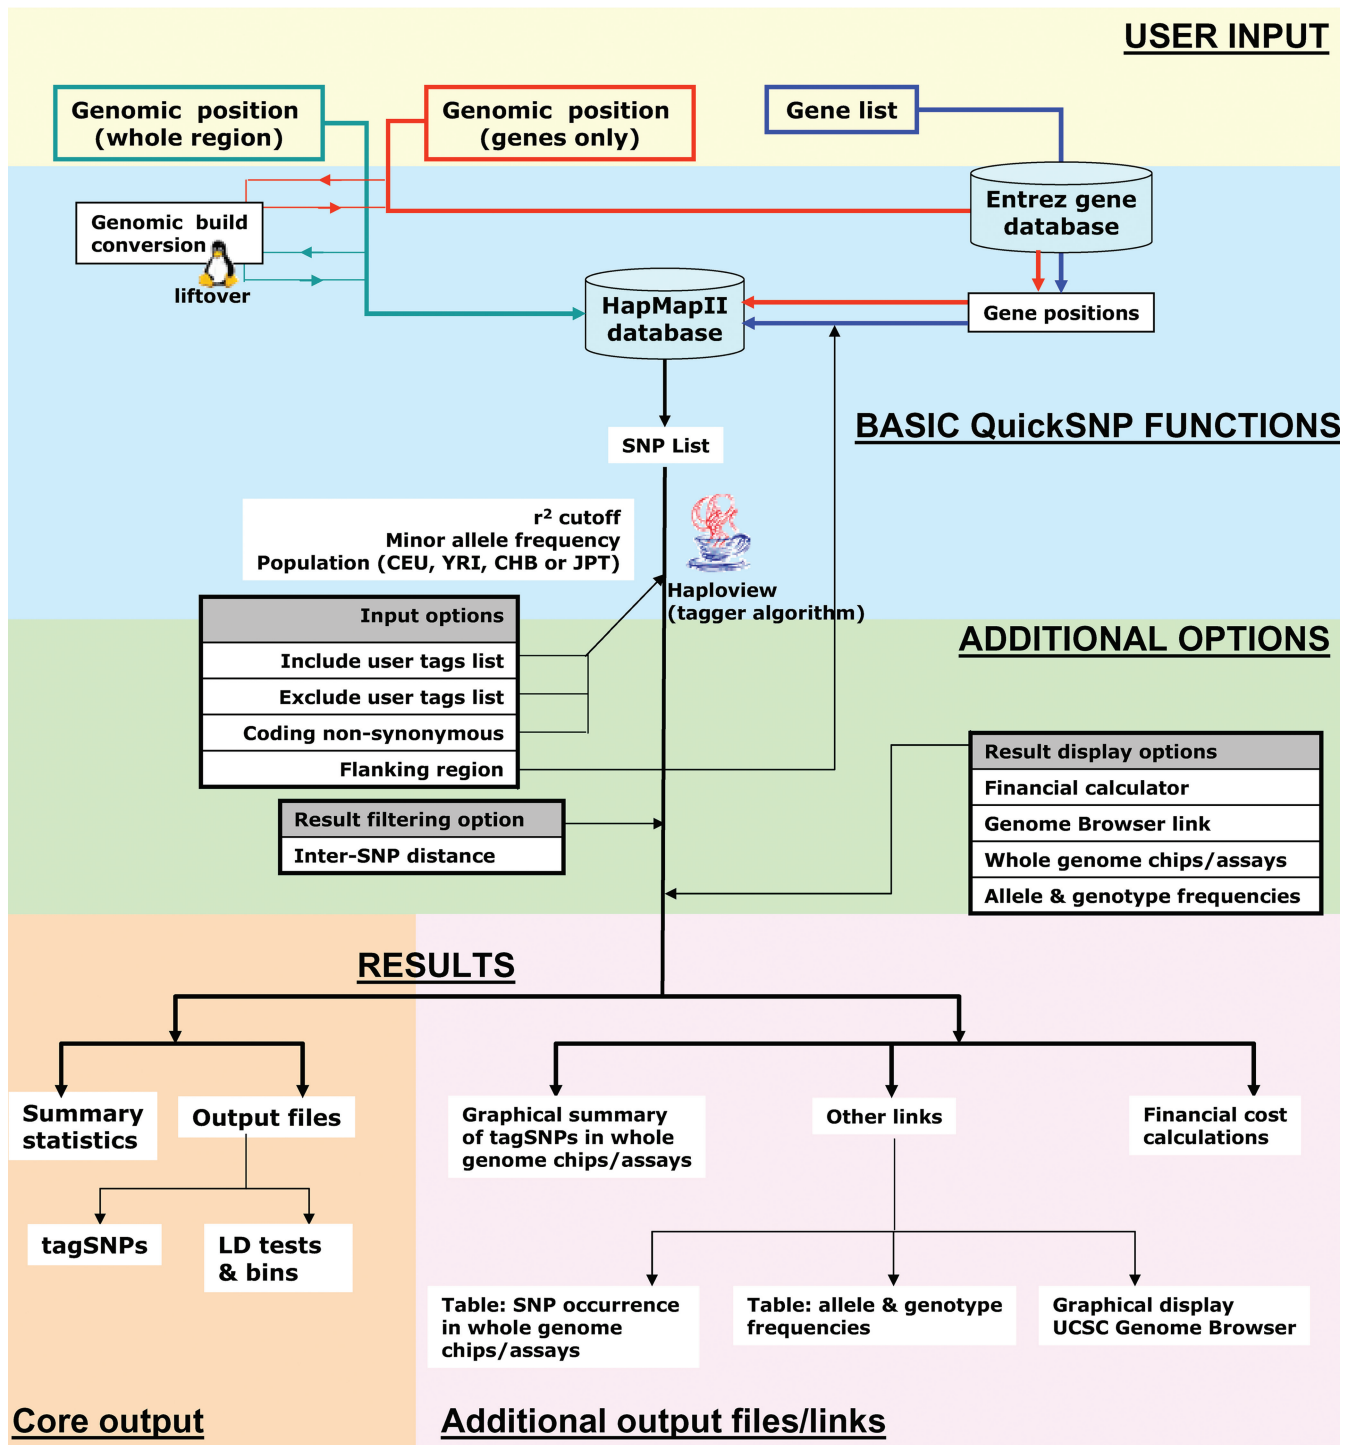 USER INPUT
Genomic position
(whole region)
Genomic position
(genes only)
Gene list
Entrez gene
database
Genomic build
conversion
liftover
HapMapII
database
Gene positions
BASIC QuickSNP FUNCTIONS
SNP List
r² cutoff
Minor allele frequency
Population (CEU, YRI, CHB or JPT)
Haploview
(tagger algorithm)
ADDITIONAL OPTIONS
Input options
Include user tags list
Exclude user tags list
Coding non-synonymous
Flanking region
Result display options
Financial calculator
Genome Browser link
Whole genome chips/assays
Allele & genotype frequencies
Result filtering option
Inter-SNP distance
RESULTS
Summary
statistics
Output files
Graphical summary
of tagSNPs in whole
genome chips/assays
Other links
Financial cost
calculations
tagSNPs
LD tests
& bins
Table: SNP occurrence
in whole genome
chips/assays
Table: allele & genotype
frequencies
Graphical display
UCSC Genome Browser
Core output
Additional output files/links